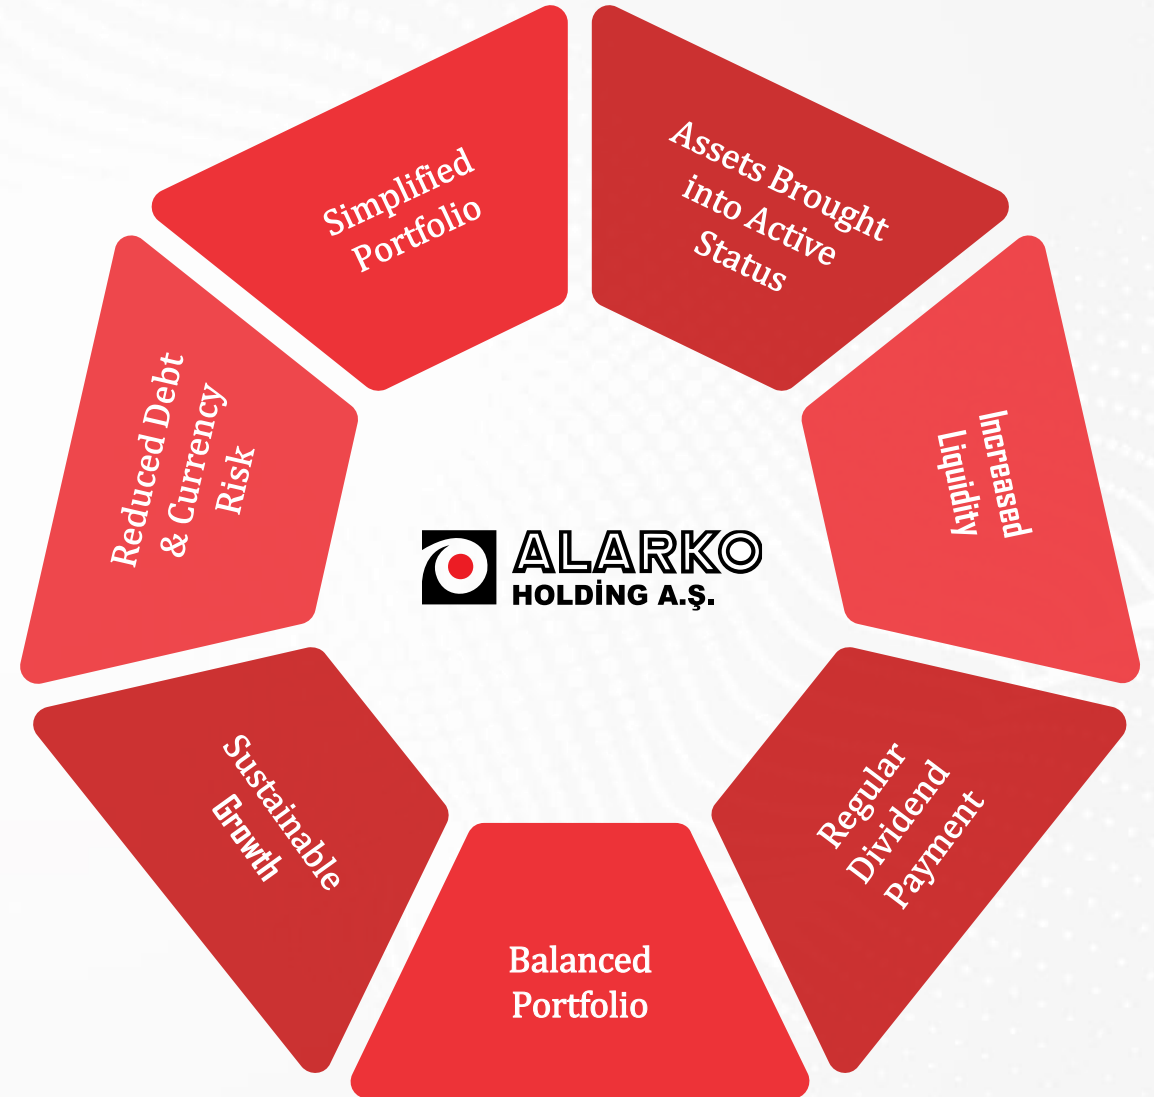 Simplified
Portfolio
Assets Brought
into Active
Status
Increased
Liquidity
Regular
Dividend
Payment
Balanced
Portfolio
Sustainable
Growth
Reduced Debt
& Currency
Risk
ALARKO
HOLDİNG A.Ş.